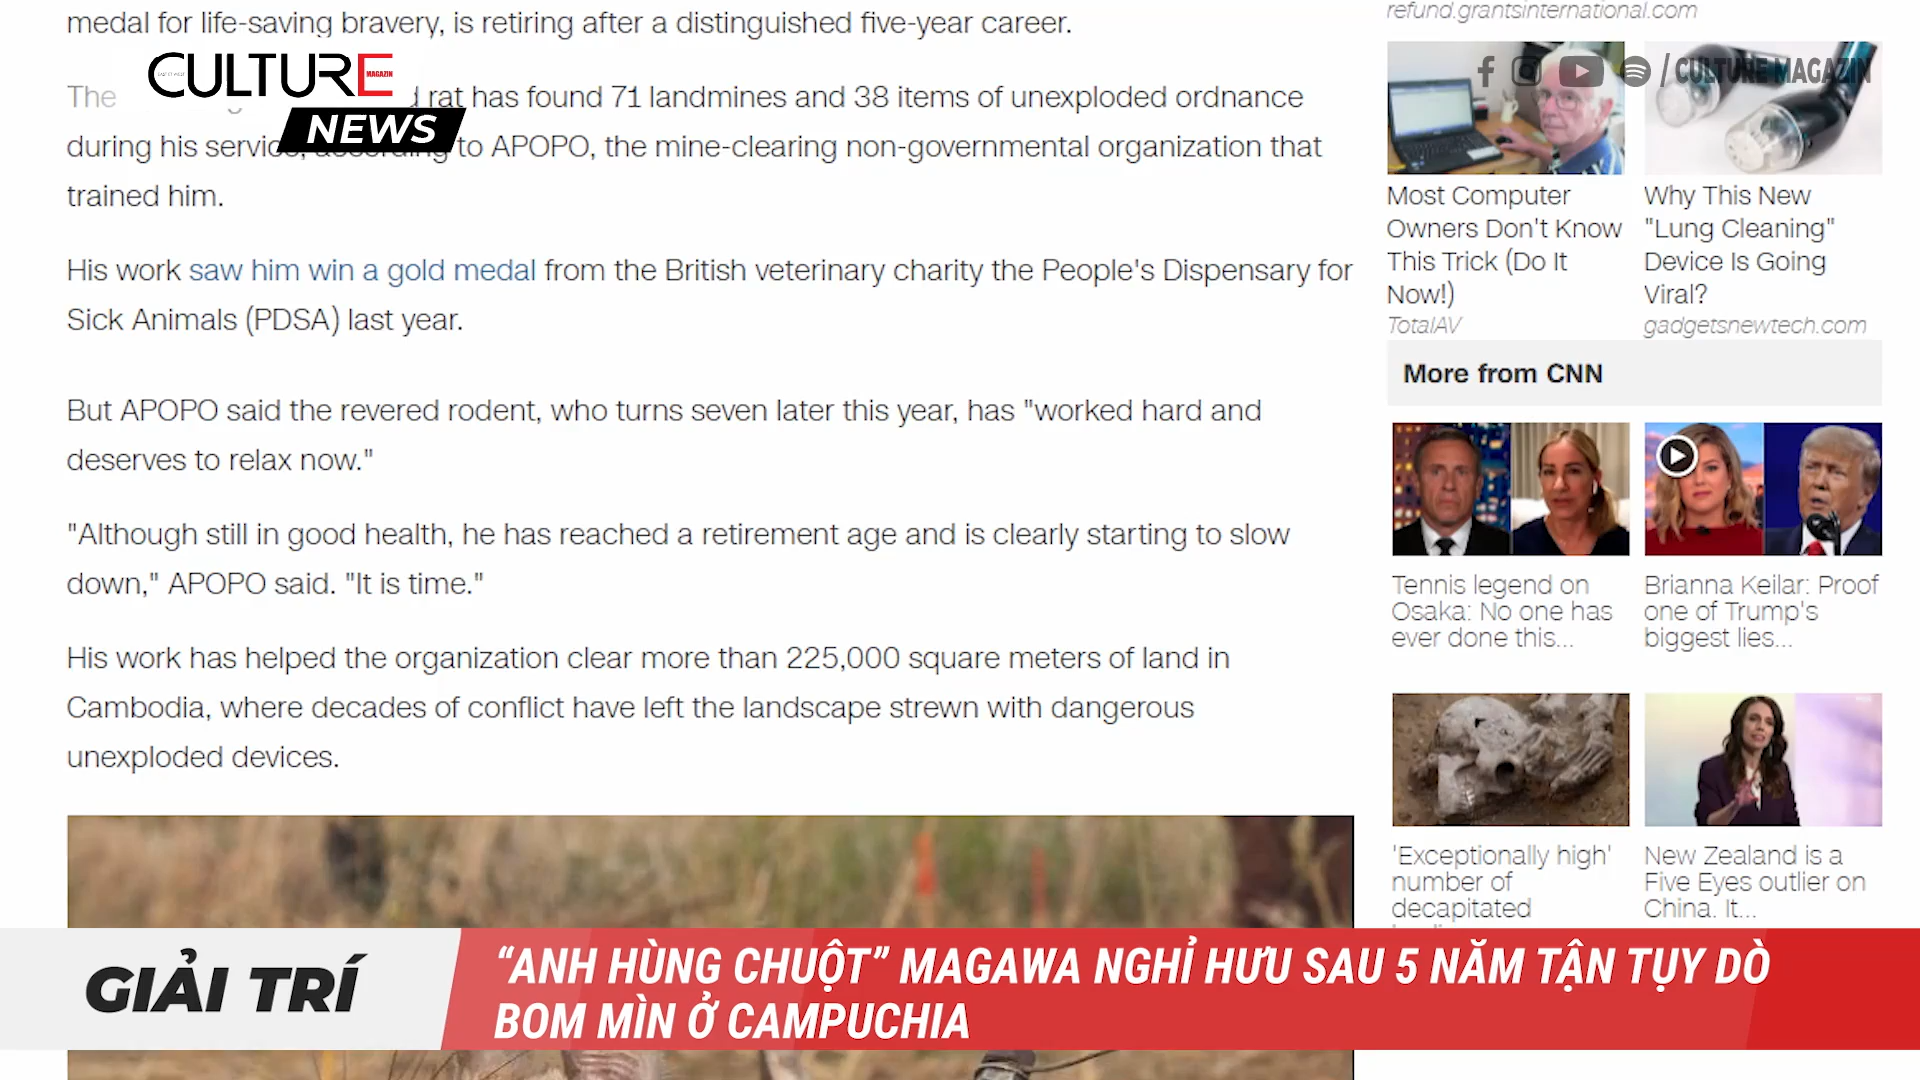 medal for life-saving bravery, is retiring after a distinguished five-year career.
CULTURE
MAGAZIN
NEWS
The rat has found 71 landmines and 38 items of unexploded ordnance
during his service, according to APOPO, the mine-clearing non-governmental organization that
trained him.
His work saw him win a gold medal from the British veterinary charity the People's Dispensary for
Sick Animals (PDSA) last year.
But APOPO said the revered rodent, who turns seven later this year, has "worked hard and
deserves to relax now."
"Although still in good health, he has reached a retirement age and is clearly starting to slow
down," APOPO said. "It is time."
His work has helped the organization clear more than 225,000 square meters of land in
Cambodia, where decades of conflict have left the landscape strewn with dangerous
unexploded devices.
refund.grantsinternational.com
/ CULTURE MAGAZIN
Most Computer
Owners Don't Know
This Trick (Do It
Now!)
TotalAV
Why This New
"Lung Cleaning"
Device Is Going
Viral?
gadgetsnewtech.com
More from CNN
Tennis legend on
Osaka: No one has
ever done this...
Brianna Keilar: Proof
one of Trump's
biggest lies...
'Exceptionally high'
number of
decapitated
New Zealand is a
Five Eyes outlier on
China. It...
GIẢI TRÍ
“ANH HÙNG CHUỘT” MAGAWA NGHỈ HƯU SAU 5 NĂM TẬN TỤY DÒ
BOM MÌN Ở CAMPUCHIA